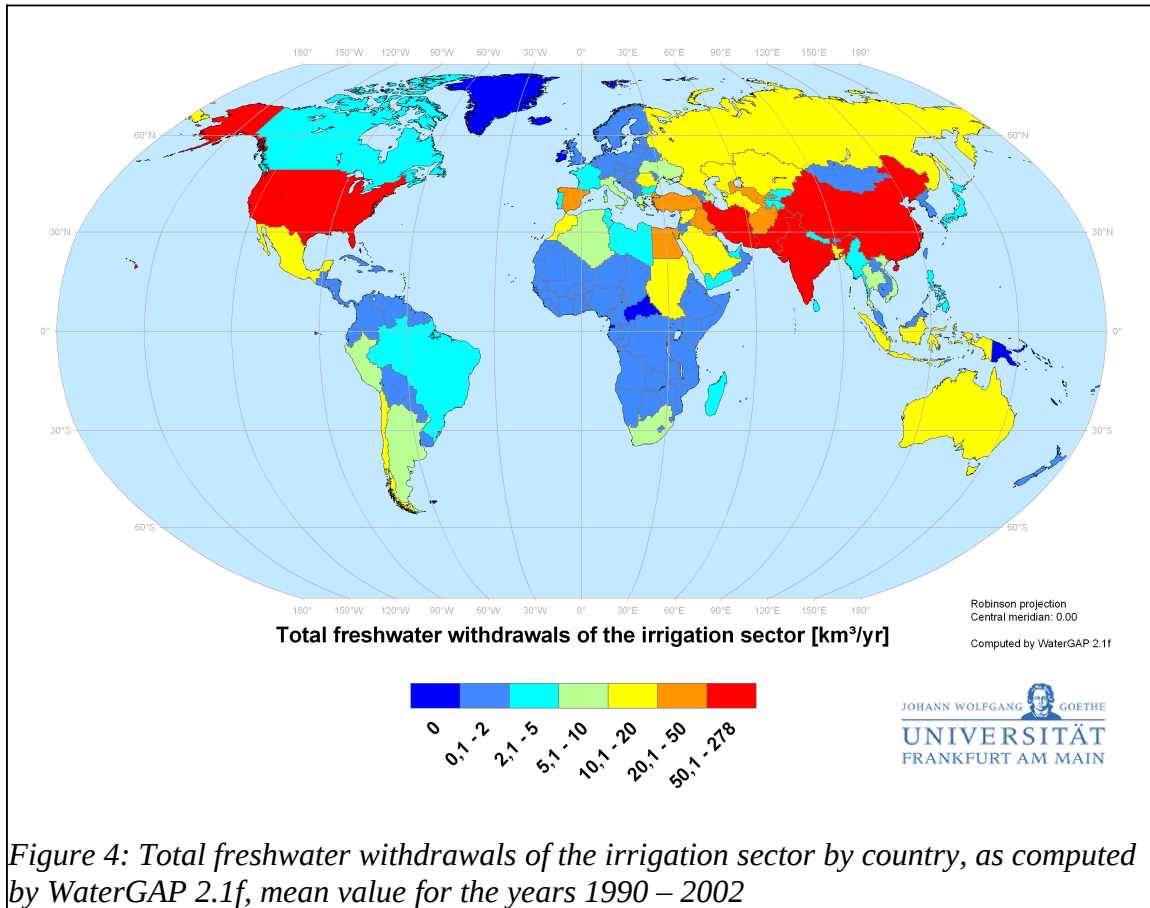 180° 150°W 120°W 90°W 60°W 30°W 0° 30°E 60°E 90°E 120°E 150°E 180°
60°N 60°N
30°N 30°N
0° 0°
30°S 30°S
60°S 60°S
180° 150°W 120°W 90°W 60°W 30°W 0° 30°E 60°E 90°E 120°E 150°E 180°
Robinson projection
Central meridian: 0.00
Computed by WaterGAP 2.1f
Total freshwater withdrawals of the irrigation sector [km³/yr]
0
0,1 - 2
2,1 - 5
5,1 - 10
10,1 - 20
20,1 - 50
50,1 - 278
JOHANN WOLFGANG GOETHE
UNIVERSITÄT
FRANKFURT AM MAIN
Figure 4: Total freshwater withdrawals of the irrigation sector by country, as computed
by WaterGAP 2.1f, mean value for the years 1990 – 2002